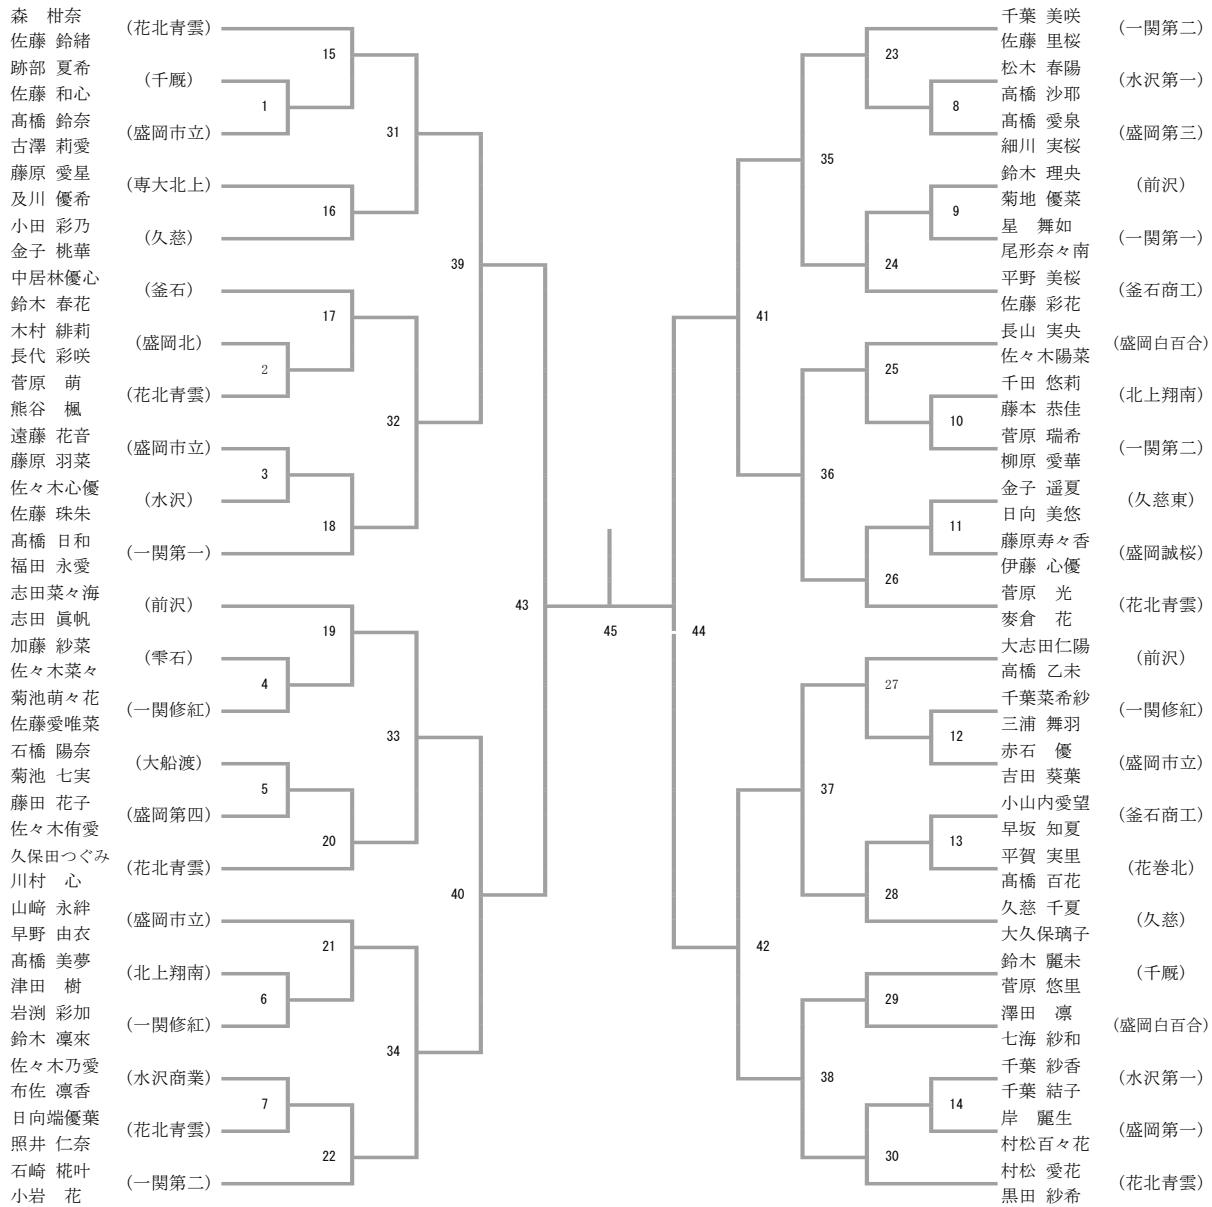 森 柑奈
佐藤 鈴緒
(花北青雲)
跡部 夏希
佐藤 和心
(千厩)
髙橋 鈴奈
古澤 莉愛
(盛岡市立)
藤原 愛星
及川 優希
(専大北上)
小田 彩乃
金子 桃華
(久慈)
中居林優心
鈴木 春花
(釜石)
木村 緋莉
長代 彩咲
(盛岡北)
菅原 萌
熊谷 楓
(花北青雲)
遠藤 花音
藤原 羽菜
(盛岡市立)
佐々木心優
佐藤 珠朱
(水沢)
髙橋 日和
福田 永愛
(一関第一)
志田菜々海
志田 眞帆
(前沢)
加藤 紗菜
佐々木菜々
(雫石)
菊池萌々花
佐藤愛唯菜
(一関修紅)
石橋 陽奈
菊池 七実
(大船渡)
藤田 花子
佐々木侑愛
(盛岡第四)
久保田つぐみ
川村 心
(花北青雲)
山﨑 永絆
早野 由衣
(盛岡市立)
髙橋 美夢
津田 樹
(北上翔南)
岩渕 彩加
鈴木 凜來
(一関修紅)
佐々木乃愛
布佐 凛香
(水沢商業)
日向端優葉
照井 仁奈
(花北青雲)
石崎 椛叶
小岩 花
(一関第二)
1
2
3
4
5
6
7
15
16
17
18
19
20
21
22
31
32
33
34
39
40
43
45
44
41
42
35
36
37
38
23
24
25
26
27
28
29
30
8
9
10
11
12
13
14
千葉 美咲
佐藤 里桜
(一関第二)
松木 春陽
高橋 沙耶
(水沢第一)
髙橋 愛泉
細川 実桜
(盛岡第三)
鈴木 理央
菊地 優菜
(前沢)
星 舞如
尾形奈々南
(一関第一)
平野 美桜
佐藤 彩花
(釜石商工)
長山 実央
佐々木陽菜
(盛岡白百合)
千田 悠莉
藤本 恭佳
(北上翔南)
菅原 瑞希
柳原 愛華
(一関第二)
金子 遥夏
日向 美悠
(久慈東)
藤原寿々香
伊藤 心優
(盛岡誠桜)
菅原 光
麥倉 花
(花北青雲)
大志田仁陽
高橋 乙未
(前沢)
千葉菜希紗
三浦 舞羽
(一関修紅)
赤石 優
吉田 葵葉
(盛岡市立)
小山内愛望
早坂 知夏
(釜石商工)
平賀 実里
髙橋 百花
(花巻北)
久慈 千夏
大久保璃子
(久慈)
鈴木 麗未
菅原 悠里
(千厩)
澤田 凛
七海 紗和
(盛岡白百合)
千葉 紗香
千葉 結子
(水沢第一)
岸 麗生
村松百々花
(盛岡第一)
村松 愛花
黒田 紗希
(花北青雲)